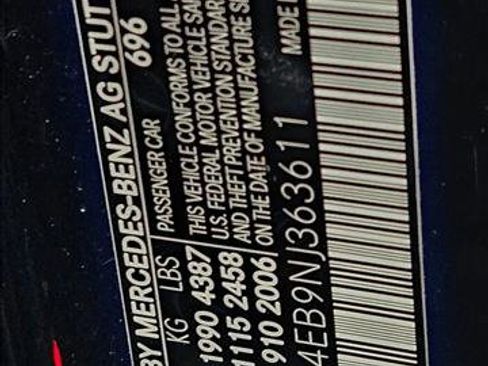 BY MERCEDES-BENZ AG STUT
696
KG LBS PASSENGER CAR
1990 4387 THIS VEHICLE CONFORMS TO ALL
1115 2458 U.S. FEDERAL MOTOR VEHICLE SA
910 2006 AND THEFT PREVENTION STANDAR
ON THE DATE OF MANUFACTURE S
MADE
4EB9NJ363611